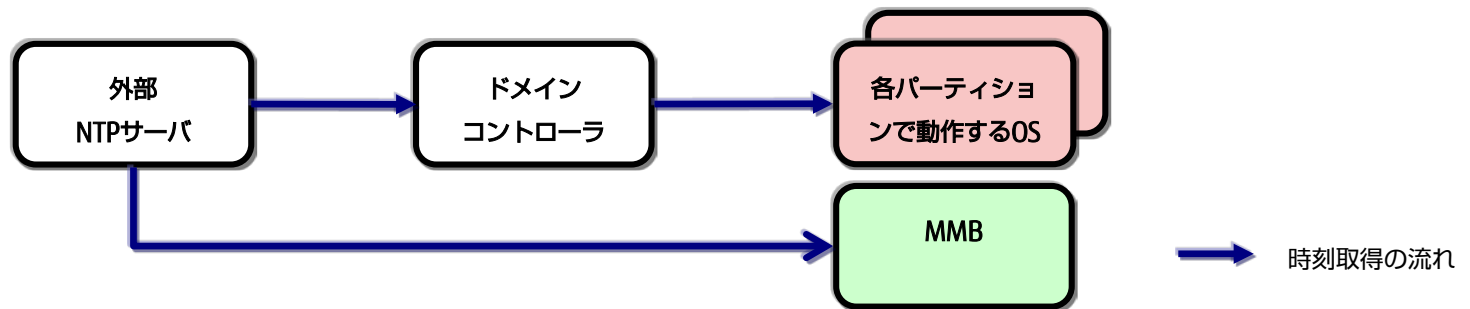 外部
NTPサーバ
ドメイン
コントローラ
各パーティショ
ンで動作するOS
MMB
時刻取得の流れ